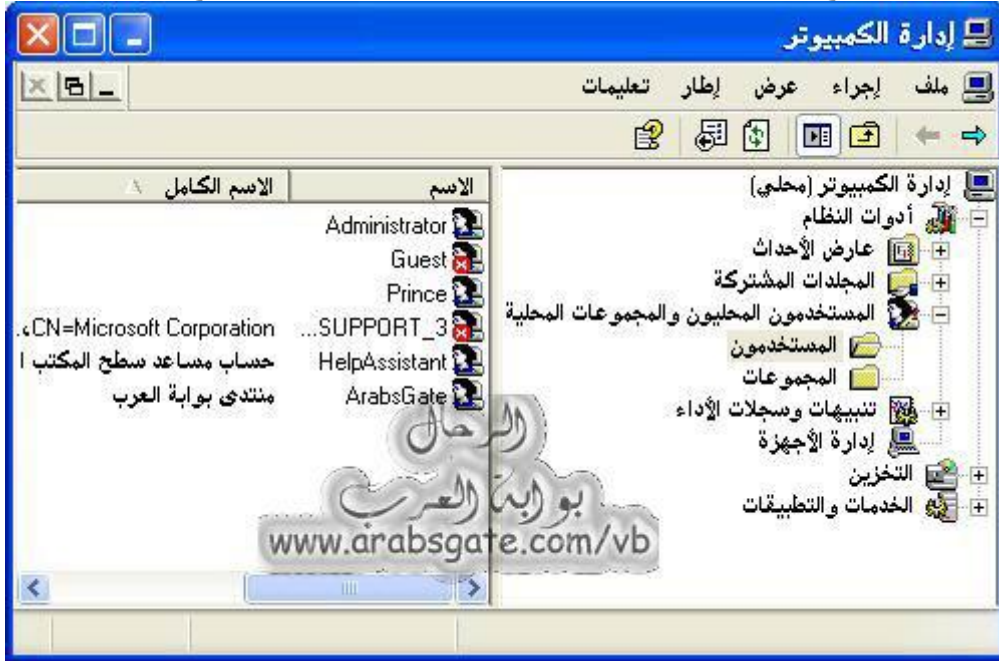 إدارة الكمبيوتر
ملف إجراء عرض إطار تعليمات
إدارة الكمبيوتر (محلي)
أدوات النظام
عارض الأحداث
المجلدات المشتركة
المستخدمون المحليون والمجموعات المحلية
المستخدمون
المجموعات
تنبيهات وسجلات الأداء
إدارة الأجهزة
التخزين
الخدمات والتطبيقات
الاسم الاسم الكامل
Administrator
Guest
Prince
SUPPORT_3... CN=Microsoft Corporation،..
HelpAssistant حساب مساعد سطح المكتب ا
ArabsGate منتدى بوابة العرب
الرحال
بوابة العرب
www.arabsgate.com/vb